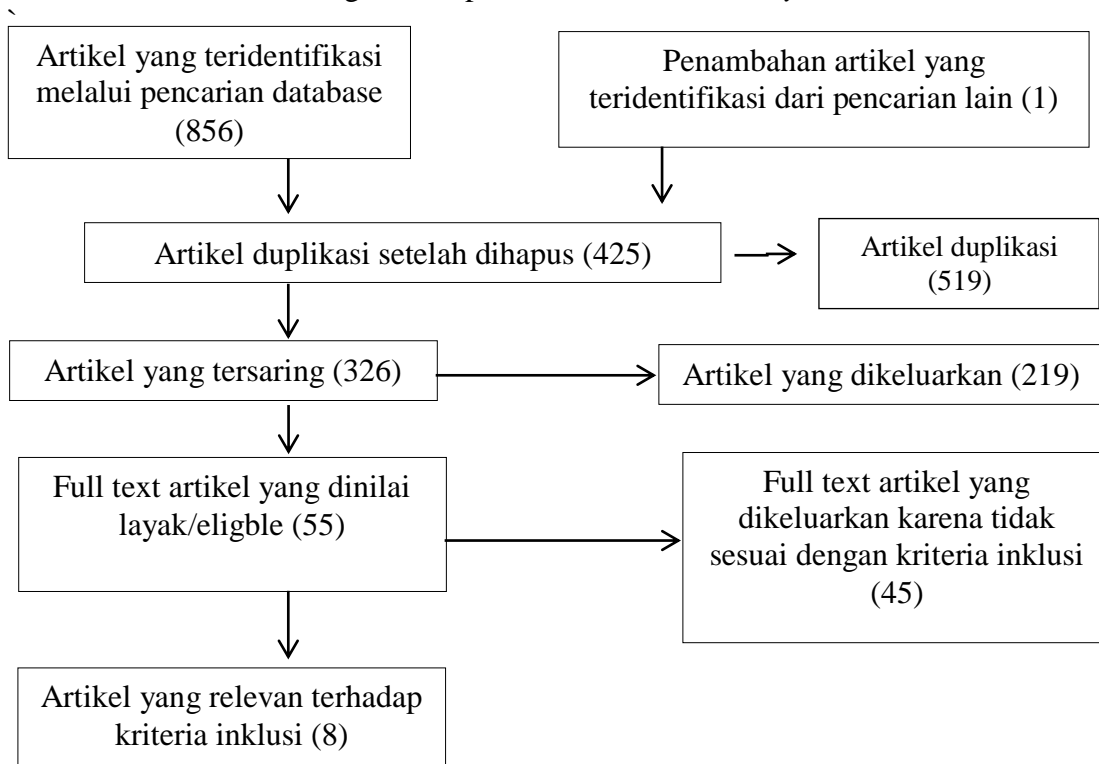 `
Artikel yang teridentifikasi
melalui pencarian database
(856)
Penambahan artikel yang
teridentifikasi dari pencarian lain (1)
Artikel duplikasi setelah dihapus (425)
Artikel duplikasi
(519)
Artikel yang tersaring (326)
Artikel yang dikeluarkan (219)
Full text artikel yang dinilai
layak/eligble (55)
Full text artikel yang
dikeluarkan karena tidak
sesuai dengan kriteria inklusi
(45)
Artikel yang relevan terhadap
kriteria inklusi (8)